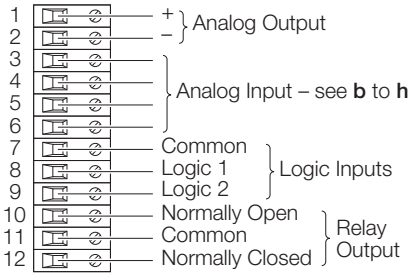 1 +
Analog Output
2 –
3
4
Analog Input – see b to h
5
6
7 Common
8 Logic 1 Logic Inputs
9 Logic 2
10 Normally Open
11 Common Relay
Output
12 Normally Closed